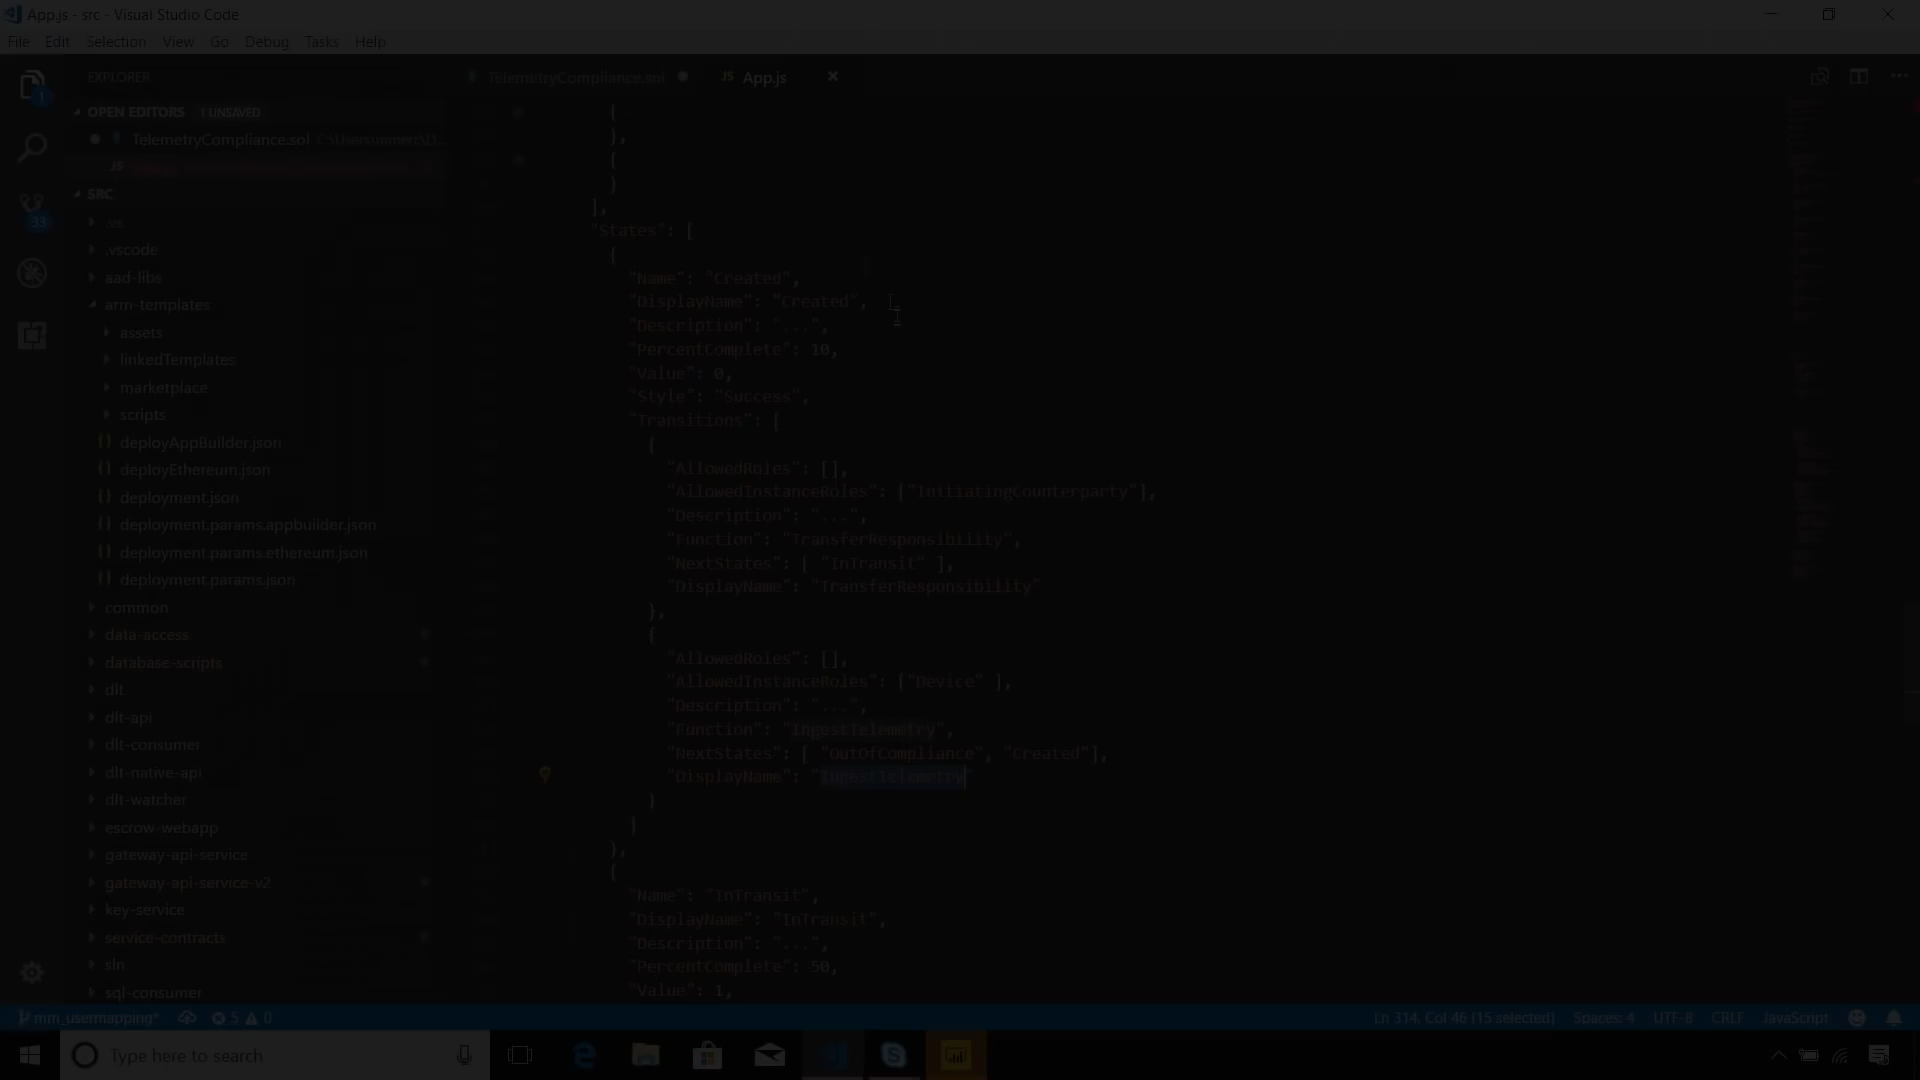 App.js - src - Visual Studio Code
File Edit Selection View Go Debug Tasks Help
EXPLORER
TelemetryCompliance.sol
JS App.js
OPEN EDITORS 1 UNSAVED
TelemetryCompliance.sol
JS
SRC
.vscode
aad-libs
arm-templates
assets
linkedTemplates
marketplace
scripts
deployAppBuilder.json
deployEthereum.json
deployment.json
deployment.params.appbuilder.json
deployment.params.ethereum.json
deployment.params.json
common
data-access
database-scripts
dlt
dlt-api
dlt-consumer
dlt-native-api
dlt-watcher
escrow-webapp
gateway-api-service
gateway-api-service-v2
key-service
service-contracts
sln
sql-consumer
1
33
{
},
{
}
],
"States": [
{
"Name": "Created",
"DisplayName": "Created",
"Description": "...",
"PercentComplete": 10,
"Value": 0,
"Style": "Success",
"Transitions": [
{
"AllowedRoles": [],
"AllowedInstanceRoles": ["InitiatingCounterparty"],
"Description": "...",
"Function": "TransferResponsibility",
"NextStates": [ "InTransit" ],
"DisplayName": "TransferResponsibility"
},
{
"AllowedRoles": [],
"AllowedInstanceRoles": ["Device" ],
"Description": "...",
"Function": "IngestTelemetry",
"NextStates": [ "OutOfCompliance", "Created"],
"DisplayName": "IngestTelemetry"
}
]
},
{
"Name": "InTransit",
"DisplayName": "InTransit",
"Description": "...",
"PercentComplete": 50,
"Value": 1,
mm_usermapping* 5 0
Ln 314, Col 46 (15 selected) Spaces: 4 UTF-8 CRLF JavaScript
Type here to search